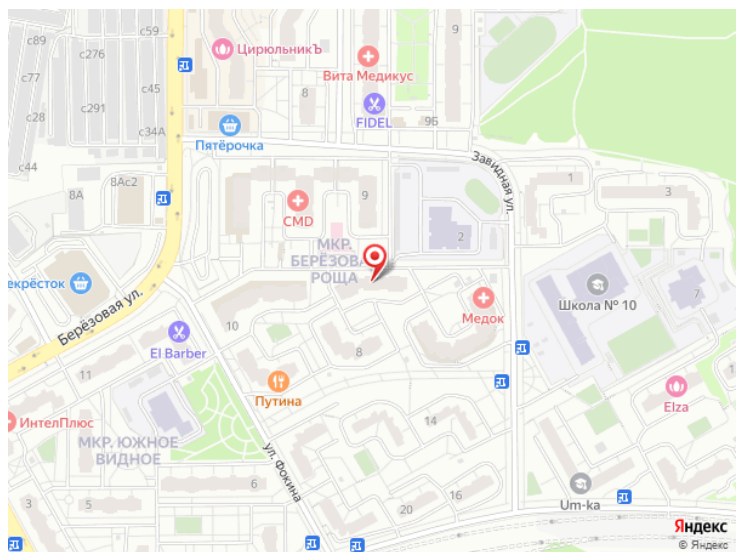 с89
с276
с59
с77
с45
с28
с291
с34А
с44
ЦирюльникЪ
Вита Медикус
9
8
FIDEL
9Б
Пятёрочка
Завидная ул.
8Ас2
8А
CMD
9
1
3
2
МКР.
БЕРЁЗОВА
РОЩА
екрёсток
Берёзовая ул.
Школа № 10
7
Медок
10
El Barber
8
11
Путина
Elza
1
ИнтелПлюс
14
МКР. ЮЖНОЕ
ВИДНОЕ
ул. Фокина
6
3
5
16
20
Um-ka
Яндекс
© Яндекс